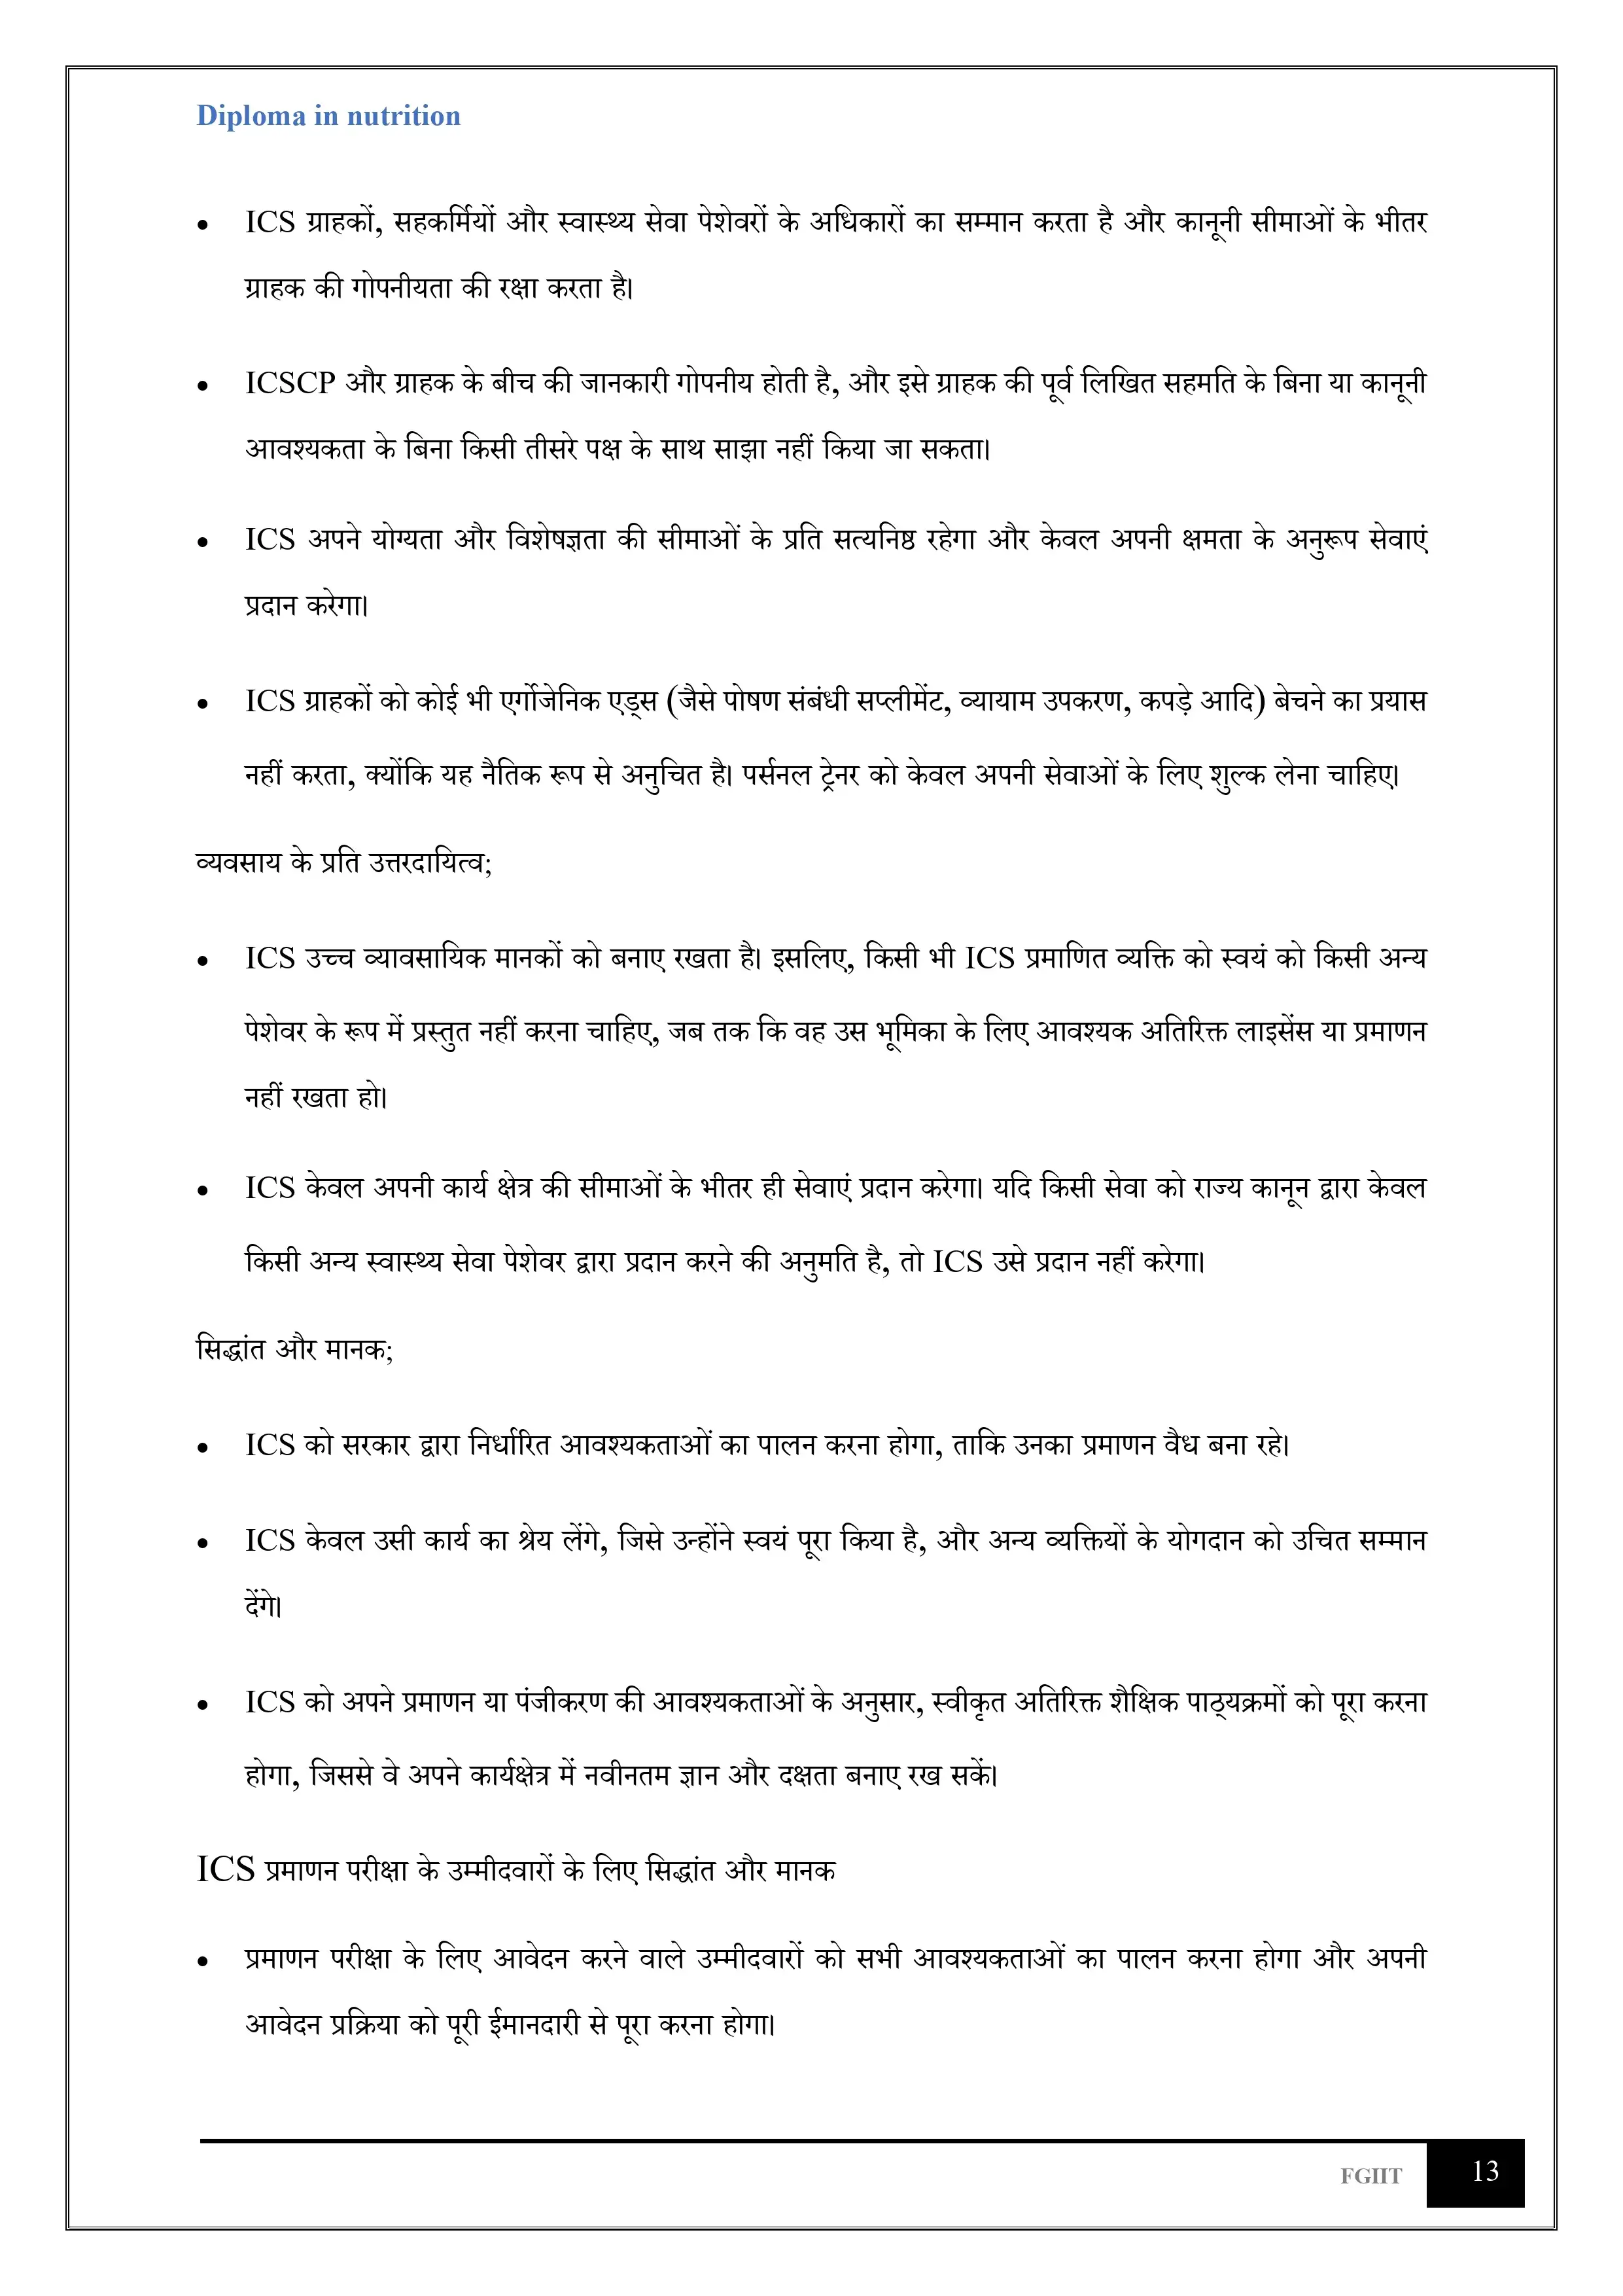 Diploma in nutrition
• ICS ग्राहकों, सहकर्मियों और स्वास्थ्य सेवा पेशेवरों के अधिकारों का सम्मान करता है और कानूनी सीमाओं के भीतर
ग्राहक की गोपनीयता की रक्षा करता है।
• ICSCP और ग्राहक के बीच की जानकारी गोपनीय होती है, और इसे ग्राहक की पूर्व लिखित सहमति के बिना या कानूनी
आवश्यकता के बिना किसी तीसरे पक्ष के साथ साझा नहीं किया जा सकता।
• ICS अपने योग्यता और विशेषज्ञता की सीमाओं के प्रति सत्यनिष्ठ रहेगा और केवल अपनी क्षमता के अनुरूप सेवाएं
प्रदान करेगा।
• ICS ग्राहकों को कोई भी एर्गोजेनिक एड्स (जैसे पोषण संबंधी सप्लीमेंट, व्यायाम उपकरण, कपड़े आदि) बेचने का प्रयास
नहीं करता, क्योंकि यह नैतिक रूप से अनुचित है। पर्सनल ट्रेनर को केवल अपनी सेवाओं के लिए शुल्क लेना चाहिए।
व्यवसाय के प्रति उत्तरदायित्व;
• ICS उच्च व्यावसायिक मानकों को बनाए रखता है। इसलिए, किसी भी ICS प्रमाणित व्यक्ति को स्वयं को किसी अन्य
पेशेवर के रूप में प्रस्तुत नहीं करना चाहिए, जब तक कि वह उस भूमिका के लिए आवश्यक अतिरिक्त लाइसेंस या प्रमाणन
नहीं रखता हो।
• ICS केवल अपनी कार्य क्षेत्र की सीमाओं के भीतर ही सेवाएं प्रदान करेगा। यदि किसी सेवा को राज्य कानून द्वारा केवल
किसी अन्य स्वास्थ्य सेवा पेशेवर द्वारा प्रदान करने की अनुमति है, तो ICS उसे प्रदान नहीं करेगा।
सिद्धांत और मानक;
• ICS को सरकार द्वारा निर्धारित आवश्यकताओं का पालन करना होगा, ताकि उनका प्रमाणन वैध बना रहे।
• ICS केवल उसी कार्य का श्रेय लेंगे, जिसे उन्होंने स्वयं पूरा किया है, और अन्य व्यक्तियों के योगदान को उचित सम्मान
देंगे।
• ICS को अपने प्रमाणन या पंजीकरण की आवश्यकताओं के अनुसार, स्वीकृत अतिरिक्त शैक्षिक पाठ्यक्रमों को पूरा करना
होगा, जिससे वे अपने कार्यक्षेत्र में नवीनतम ज्ञान और दक्षता बनाए रख सकें।
ICS प्रमाणन परीक्षा के उम्मीदवारों के लिए सिद्धांत और मानक
• प्रमाणन परीक्षा के लिए आवेदन करने वाले उम्मीदवारों को सभी आवश्यकताओं का पालन करना होगा और अपनी
आवेदन प्रक्रिया को पूरी ईमानदारी से पूरा करना होगा।
FGIIT 13